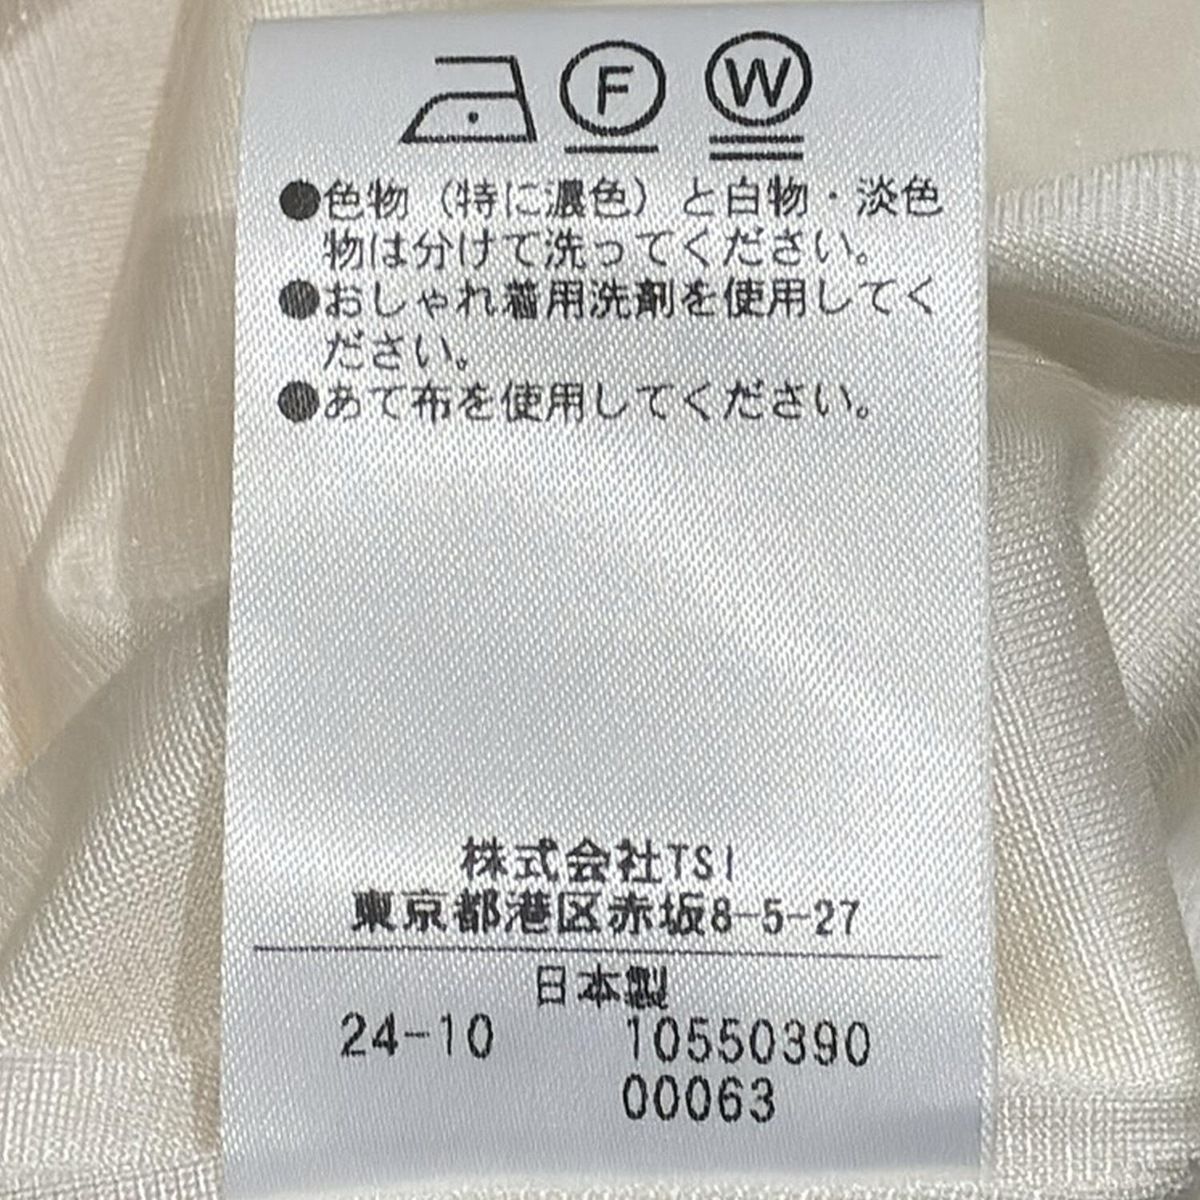 F W
●色物（特に濃色）と白物・淡色
物は分けて洗ってください。
●おしゃれ着用洗剤を使用してく
ださい。
●あて布を使用してください。
株式会社TSI
東京都港区赤坂8-5-27
日本製
24-10 10550390
00063